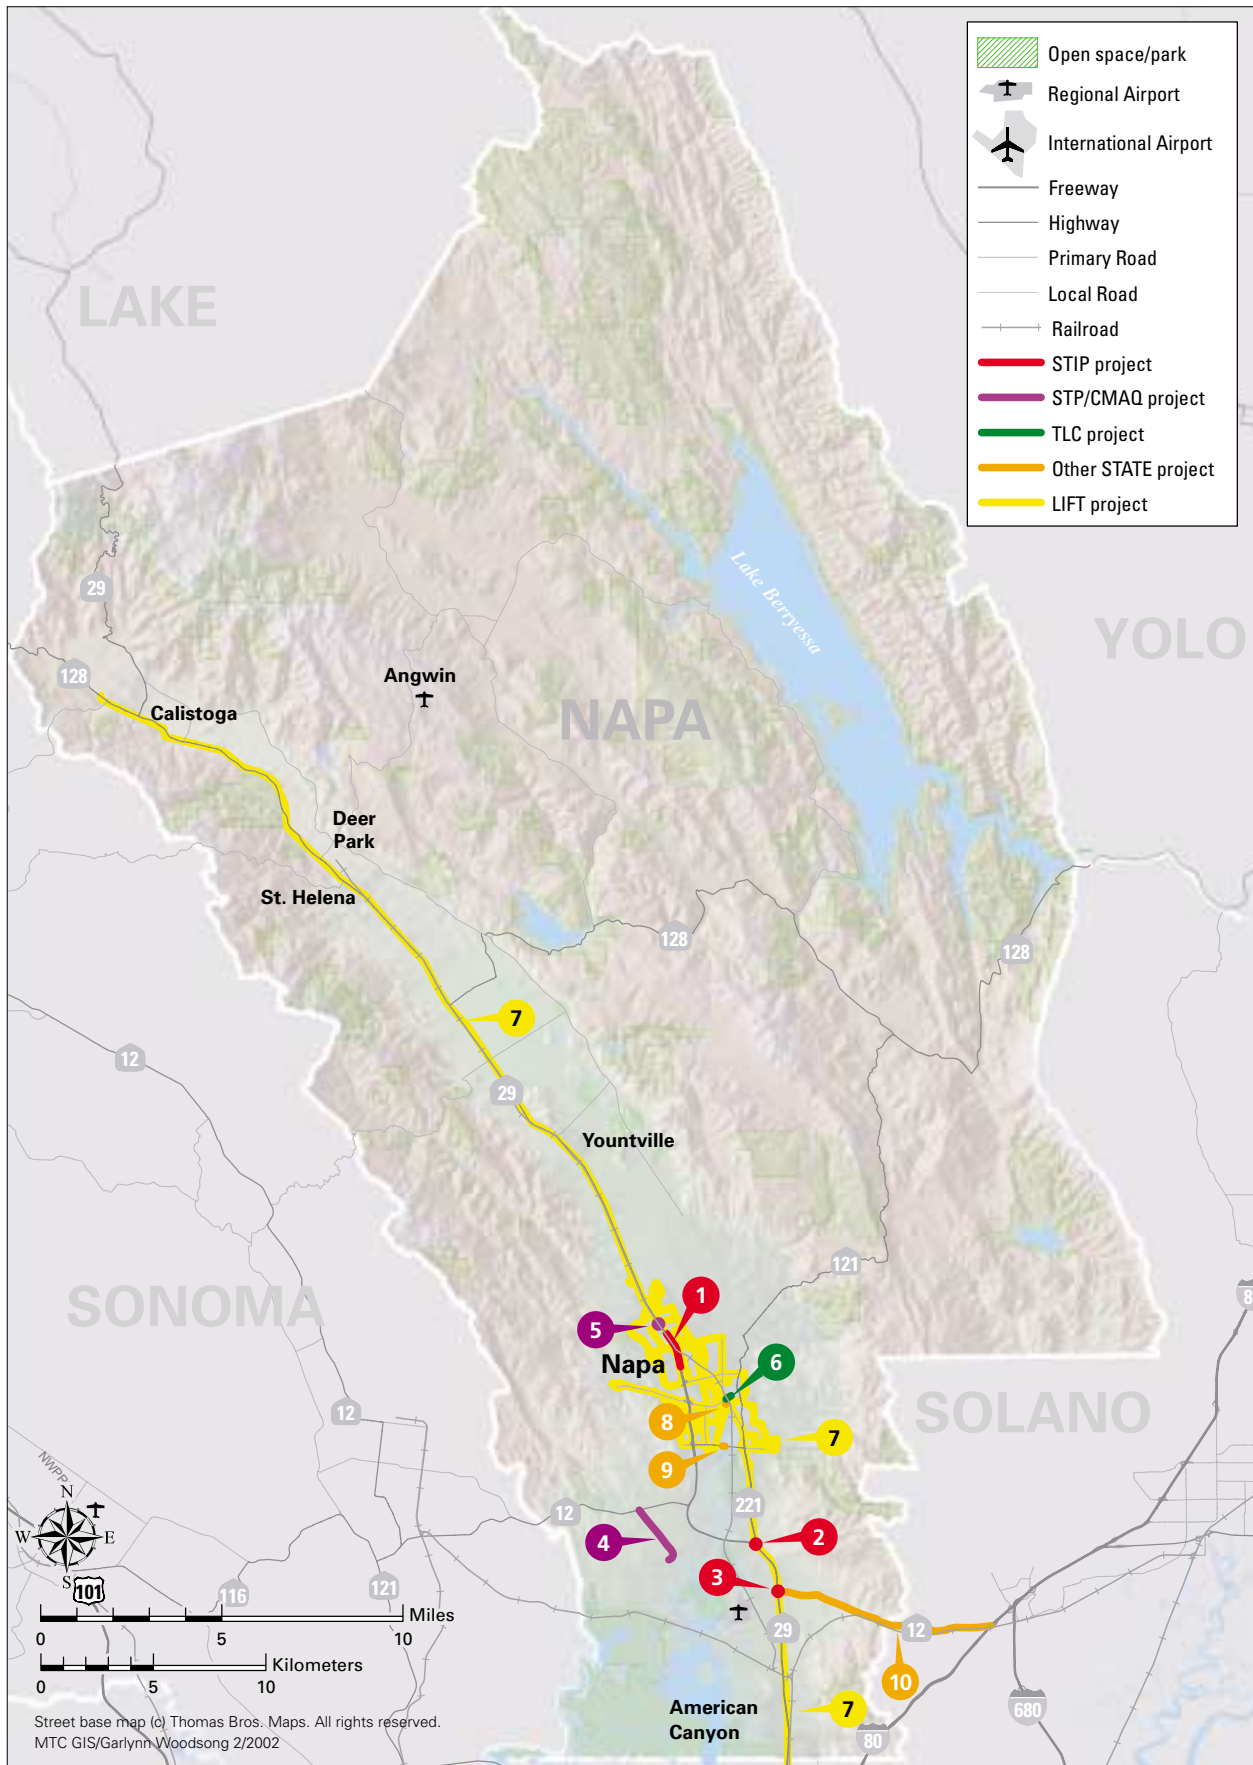 Open space/park
Regional Airport
International Airport
Freeway
Highway
Primary Road
Local Road
Railroad
STIP project
STP/CMAQ project
TLC project
Other STATE project
LIFT project
LAKE
YOLO
Lake Berryessa
29
128
Angwin
NAPA
Calistoga
Deer
Park
St. Helena
128
128
7
12
29
Yountville
121
SONOMA
8
1
5
Napa
6
SOLANO
8
7
9
12
NWPRR
N
W E
S
12
221
2
4
3
101
116
121
29
12
10
Miles
0 5 10
Kilometers
0 5 10
American
Canyon
7
680
80
Street base map (c) Thomas Bros. Maps. All rights reserved.
MTC GIS/Garlynn Woodsong 2/2002